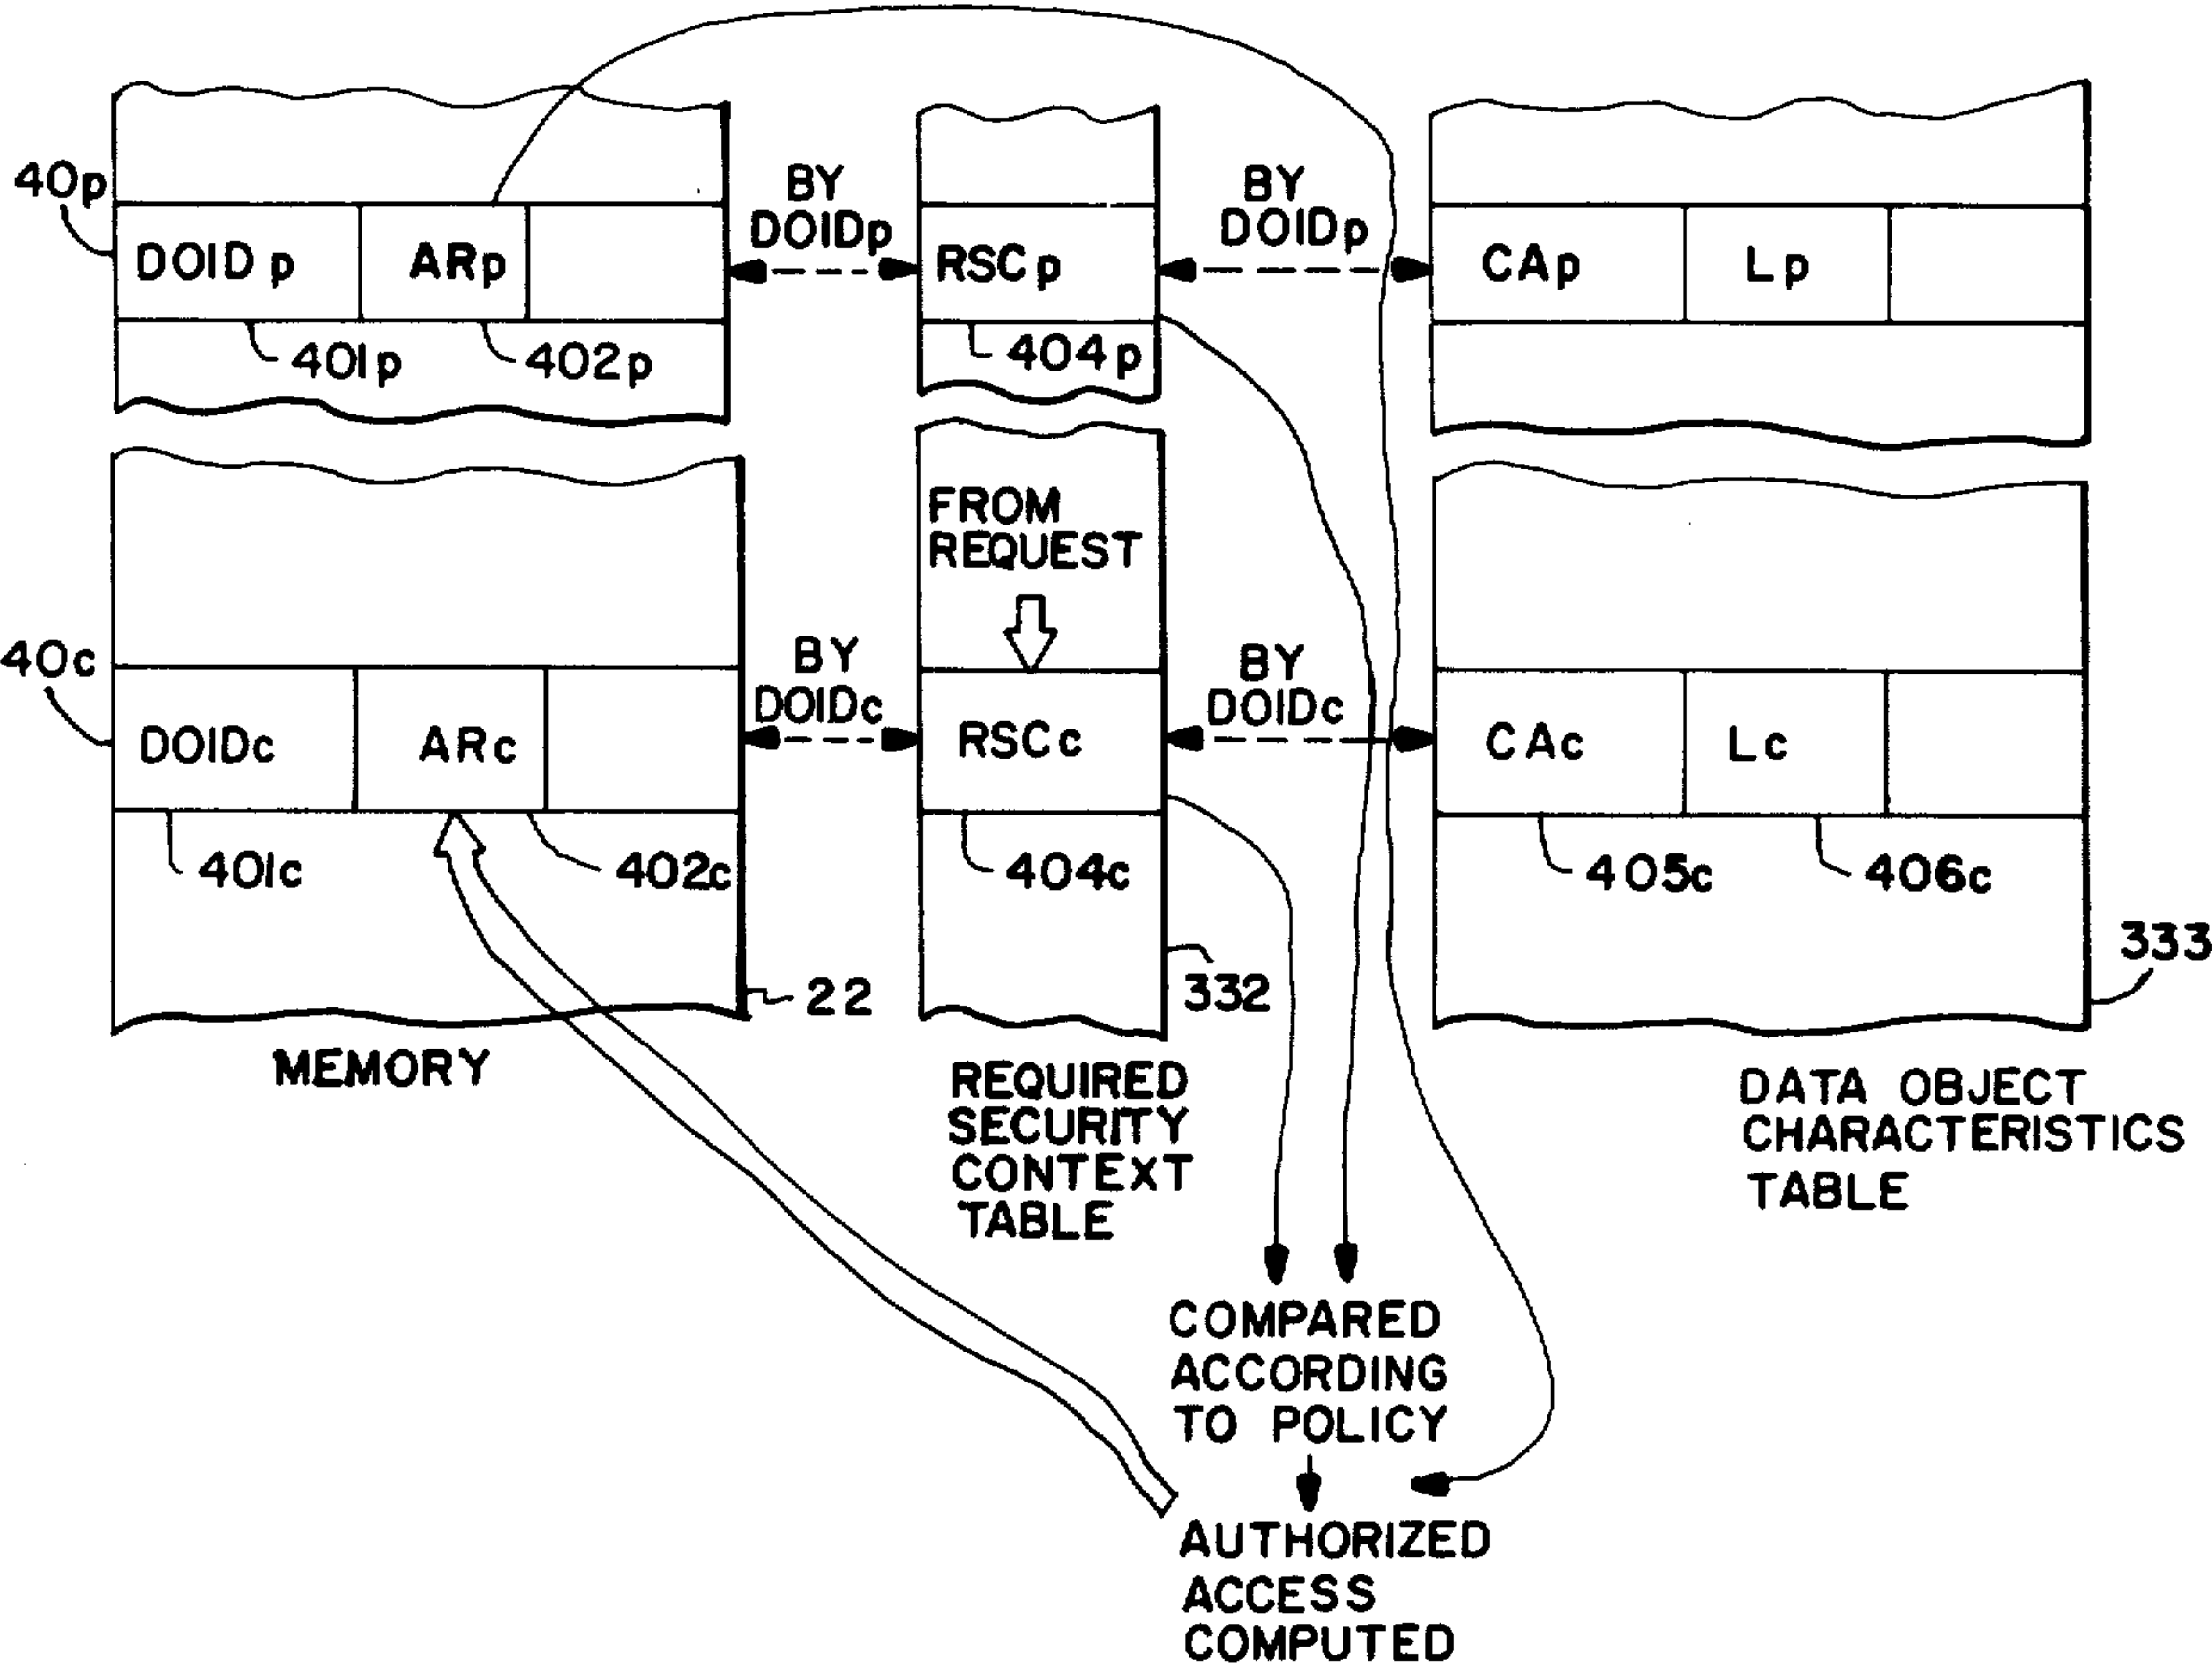 40p
DOIDp
ARp
BY
DOIDp
RSCp
BY
DOIDp
CAp
Lp
401p
402p
404p
FROM
REQUEST
40c
DOIDc
ARc
BY
DOIDc
RSCc
BY
DOIDc
CAc
Lc
401c
402c
404c
405c
406c
22
332
333
MEMORY
REQUIRED
SECURITY
CONTEXT
TABLE
DATA OBJECT
CHARACTERISTICS
TABLE
COMPARED
ACCORDING
TO POLICY
AUTHORIZED
ACCESS
COMPUTED